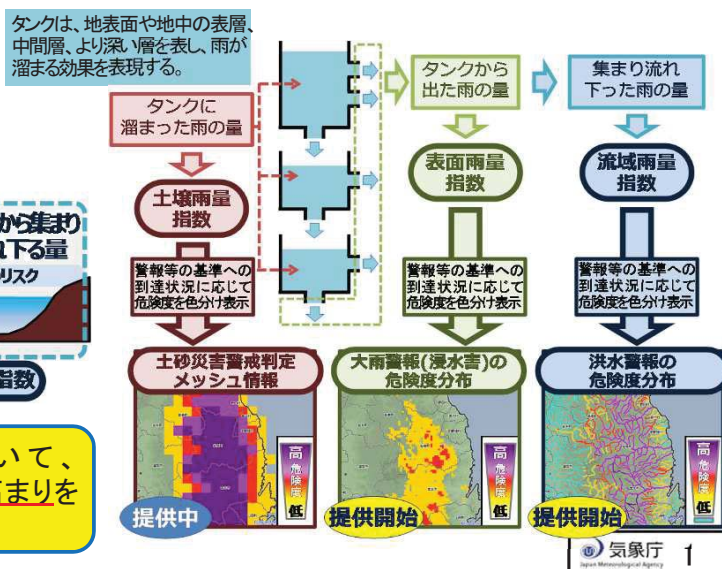 タンクは、地表面や地中の表層、
中間層、より深い層を表し、雨が
溜まる効果を表現する。
タンクに
溜まった雨の量
タンクから
出た雨の量
集まり流れ
下った雨の量
土壌雨量
指数
表面雨量
指数
流域雨量
指数
から集まり
れ下る量
リスク
指数
警報等の基準への
到達状況に応じて
危険度を色分け表示
警報等の基準への
到達状況に応じて
危険度を色分け表示
警報等の基準への
到達状況に応じて
危険度を色分け表示
土砂災害警戒判定
メッシュ情報
大雨警報(浸水害)の
危険度分布
洪水警報の
危険度分布
高
危険度
低
高
危険度
低
高
危険度
低
提供中
提供開始
提供開始
いて、
高まりを
気象庁
Japan Meteorological Agency
1